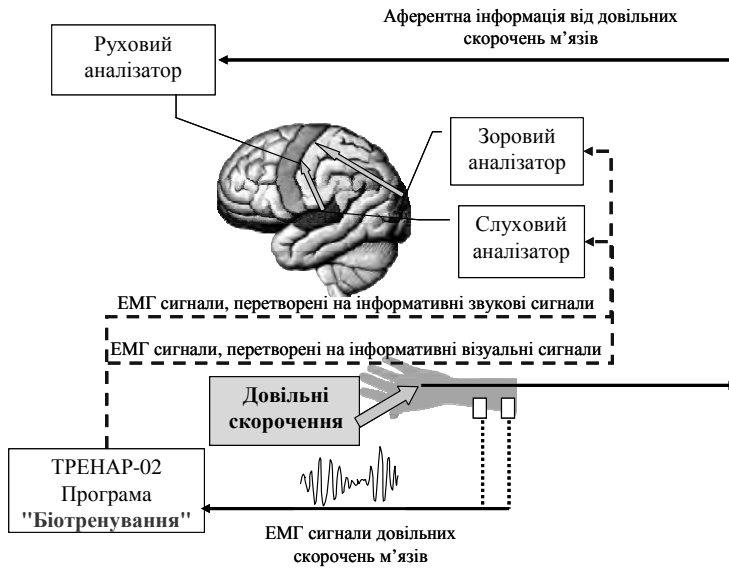 Аферентна інформація від довільних
скорочень м’язів
Руховий
аналізатор
Зоровий
аналізатор
Слуховий
аналізатор
ЕМГ сигнали, перетворені на інформативні звукові сигнали
ЕМГ сигнали, перетворені на інформативні візуальні сигнали
Довільні
скорочення
ТРЕНАР-02
Програма
"Біотренування"
ЕМГ сигнали довільних
скорочень м’язів